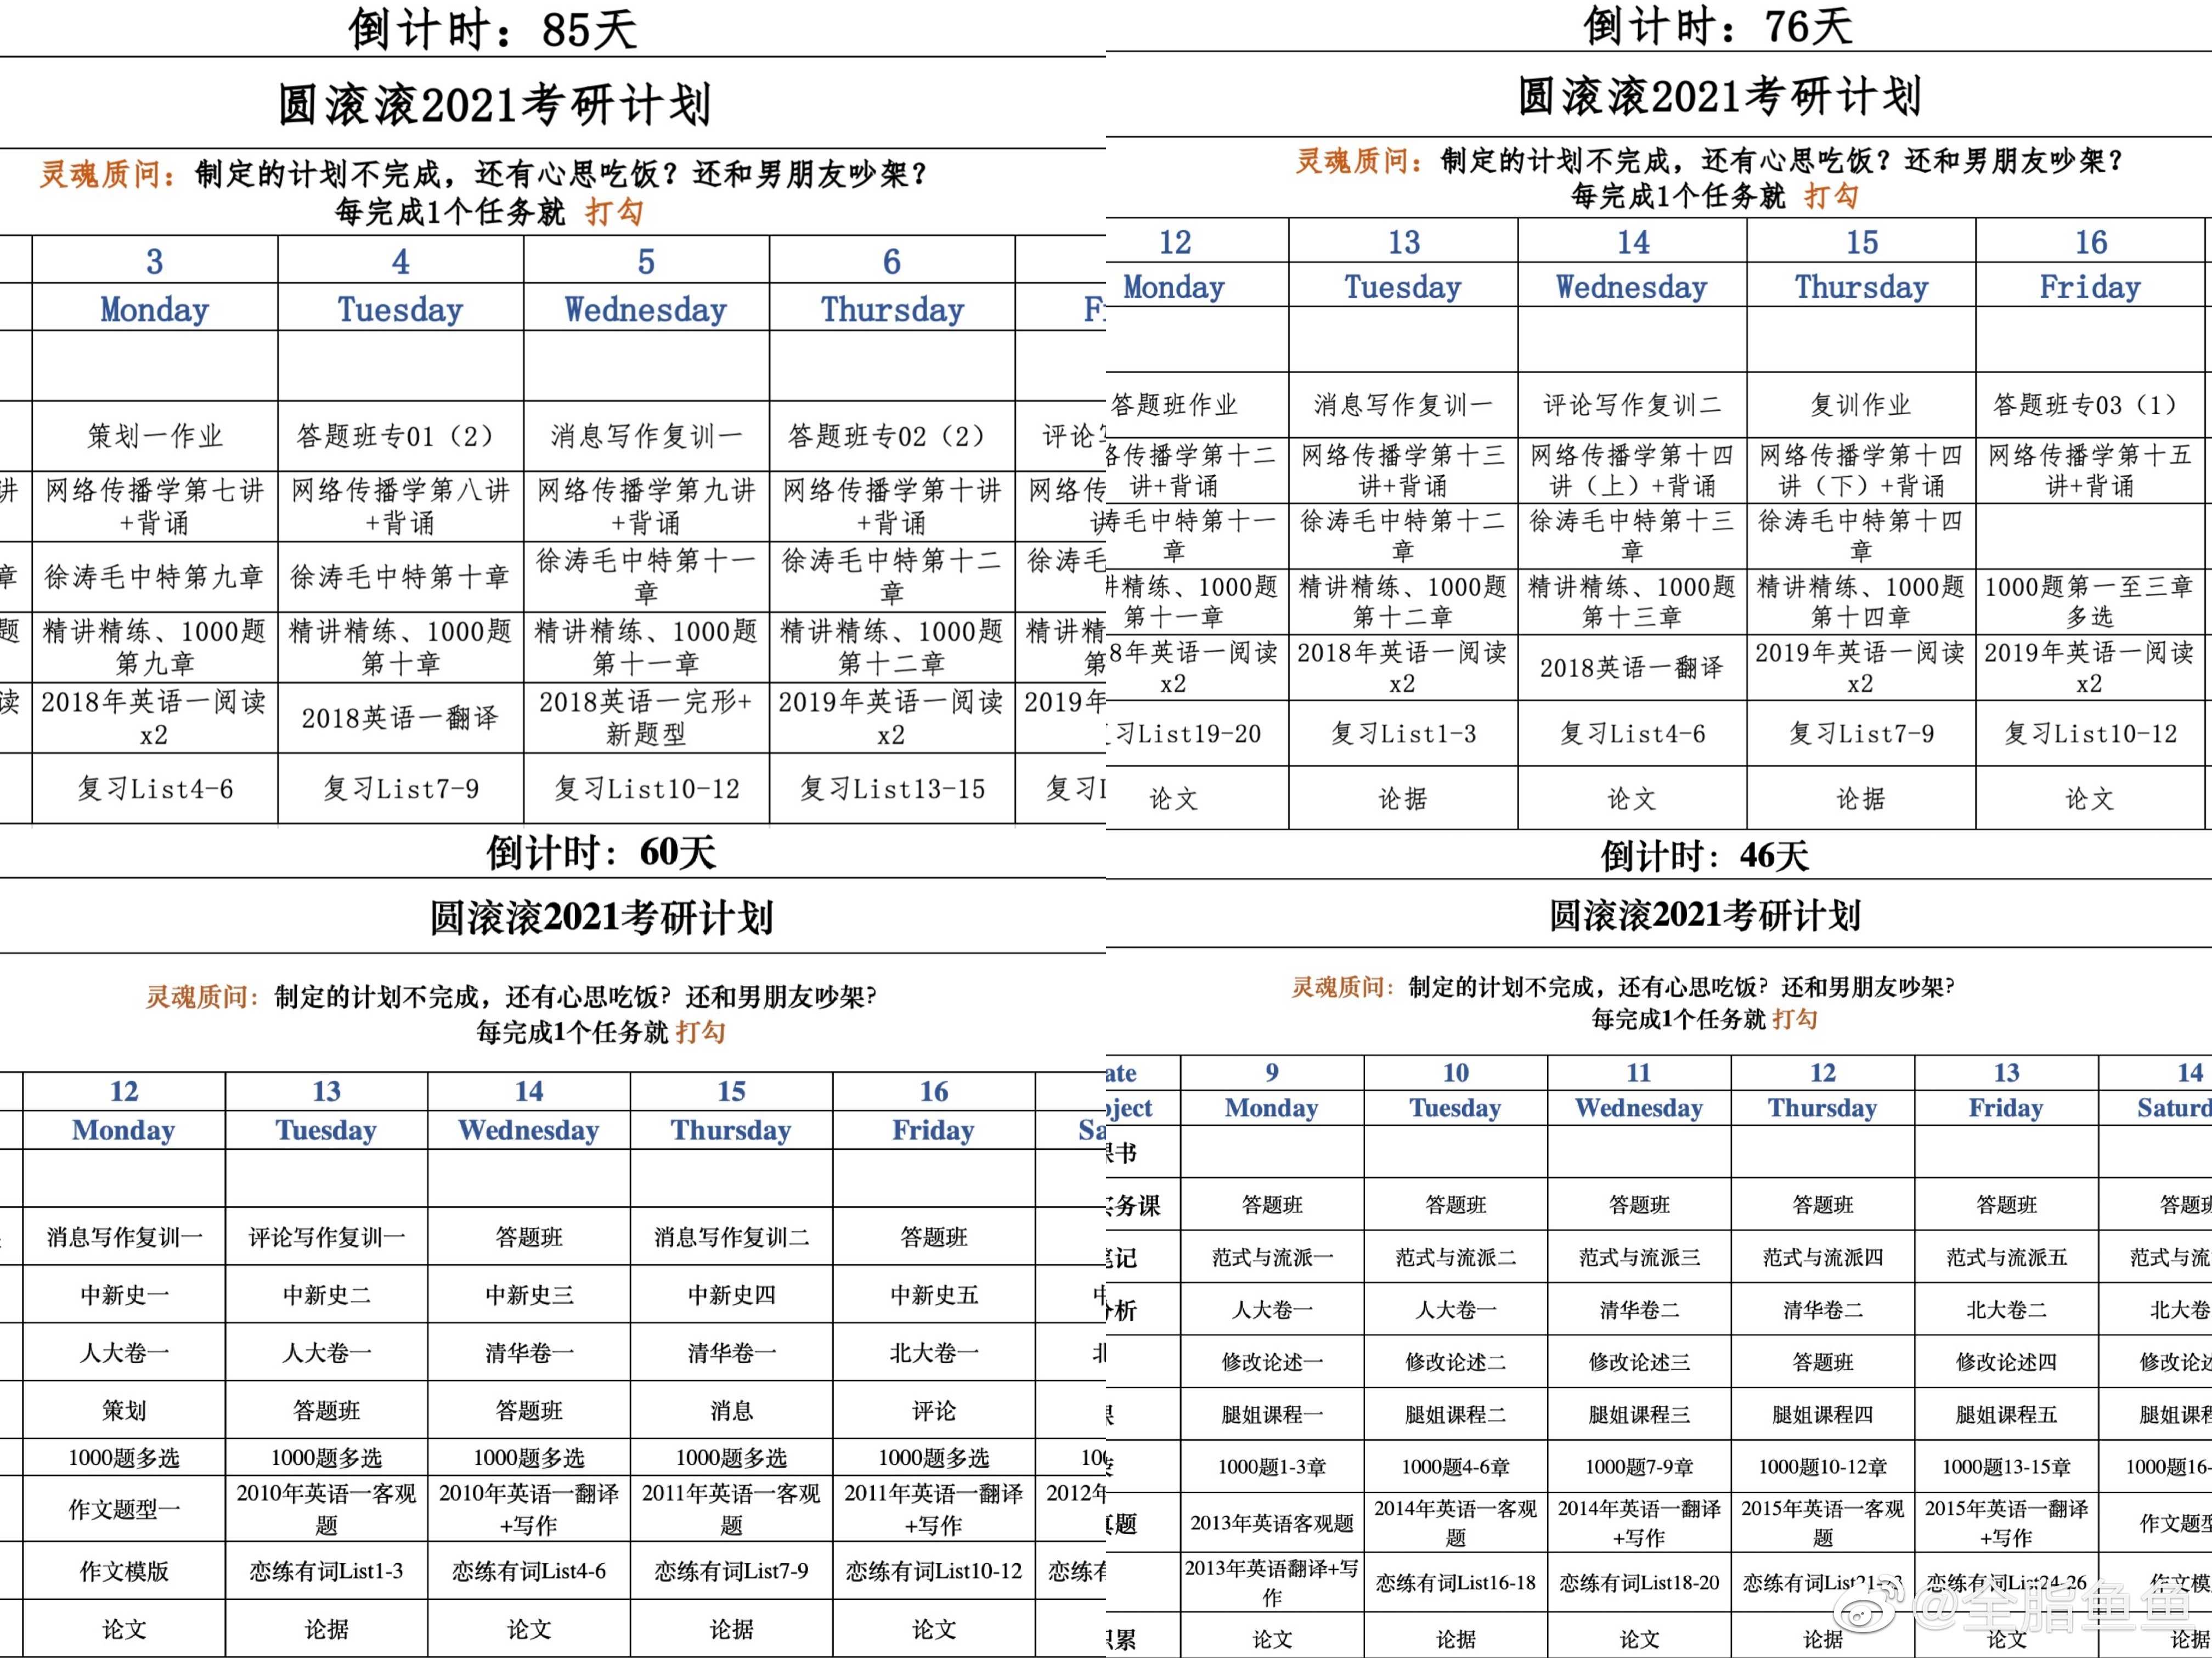 倒计时：85天
圆滚滚2021考研计划
灵魂质问：制定的计划不完成，还有心思吃饭？还和男朋友吵架？
每完成1个任务就 打勾
3 4 5 6
Monday Tuesday Wednesday Thursday
策划一作业 答题班专01（2） 消息写作复训一 答题班专02（2） 评论
讲 网络传播学第七讲 网络传播学第八讲 网络传播学第九讲 网络传播学第十讲 网络传
+背诵 +背诵 +背诵 +背诵
章 徐涛毛中特第九章 徐涛毛中特第十章 徐涛毛中特第十一 徐涛毛中特第十二 徐涛毛
章 章
题 精讲精练、1000题 精讲精练、1000题 精讲精练、1000题 精讲精练、1000题 精讲精
第九章 第十章 第十一章 第十二章 第
读 2018年英语一阅读 2018英语一翻译 2018英语一完形+ 2019年英语一阅读 2019年
x2 新题型 x2
复习List4-6 复习List7-9 复习List10-12 复习List13-15 复习
倒计时：76天
圆滚滚2021考研计划
灵魂质问：制定的计划不完成，还有心思吃饭？还和男朋友吵架？
每完成1个任务就 打勾
12 13 14 15 16
Monday Tuesday Wednesday Thursday Friday
答题班作业 消息写作复训一 评论写作复训二 复训作业 答题班专03（1）
络传播学第十二 网络传播学第十三 网络传播学第十四 网络传播学第十四 网络传播学第十五
讲+背诵 讲+背诵 讲（上）+背诵 讲（下）+背诵 讲+背诵
涛毛中特第十一 徐涛毛中特第十二 徐涛毛中特第十三 徐涛毛中特第十四
章 章 章 章
讲精练、1000题 精讲精练、1000题 精讲精练、1000题 精讲精练、1000题 1000题第一至三章
第十一章 第十二章 第十三章 第十四章 多选
8年英语一阅读 2018年英语一阅读 2018英语一翻译 2019年英语一阅读 2019年英语一阅读
x2 x2 x2 x2
习List19-20 复习List1-3 复习List4-6 复习List7-9 复习List10-12
论文 论据 论文 论据 论文
倒计时：60天
圆滚滚2021考研计划
灵魂质问：制定的计划不完成，还有心思吃饭？还和男朋友吵架?
每完成1个任务就 打勾
12 13 14 15 16
Monday Tuesday Wednesday Thursday Friday Sa
消息写作复训一 评论写作复训一 答题班 消息写作复训二 答题班
中新史一 中新史二 中新史三 中新史四 中新史五
人大卷一 人大卷一 清华卷一 清华卷一 北大卷一
策划 答题班 答题班 消息 评论
1000题多选 1000题多选 1000题多选 1000题多选 1000题多选
作文题型一 2010年英语一客观 2010年英语一翻译 2011年英语一客观 2011年英语一翻译 2012年
题 +写作 题 +写作
作文模版 恋练有词List1-3 恋练有词List4-6 恋练有词List7-9 恋练有词List10-12 恋练有
论文 论据 论文 论据 论文
倒计时：46天
圆滚滚2021考研计划
灵魂质问：制定的计划不完成，还有心思吃饭？还和男朋友吵架?
每完成1个任务就 打勾
ate 9 10 11 12 13 14
ject Monday Tuesday Wednesday Thursday Friday Saturd
书
务课 答题班 答题班 答题班 答题班 答题班 答题班
笔记 范式与流派一 范式与流派二 范式与流派三 范式与流派四 范式与流派五 范式与流
析 人大卷一 人大卷一 清华卷二 清华卷二 北大卷二 北大卷
修改论述一 修改论述二 修改论述三 答题班 修改论述四 修改论述
腿姐课程一 腿姐课程二 腿姐课程三 腿姐课程四 腿姐课程五 腿姐课程
1000题1-3章 1000题4-6章 1000题7-9章 1000题10-12章 1000题13-15章 1000题16-
真题 2013年英语客观题 2014年英语一客观 2014年英语一翻译 2015年英语一客观 2015年英语一翻译 作文题型
题 +写作 题 +写作
2013年英语翻译+写 恋练有词List16-18 恋练有词List18-20 恋练有词List21-23 恋练有词List24-26 作文模
作
积累 论文 论据 论文 论据 论文 论据
@全脂鱼鱼